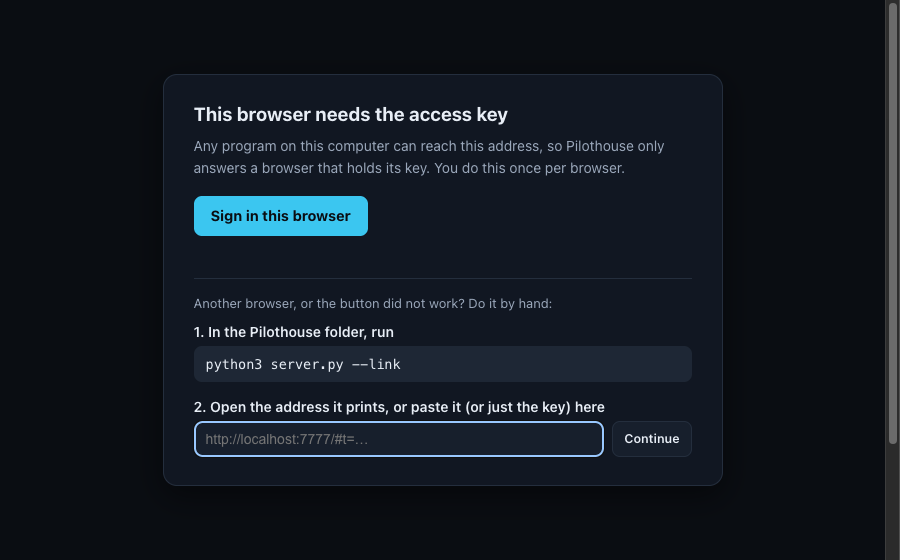 This browser needs the access key
Any program on this computer can reach this address, so Pilothouse only
answers a browser that holds its key. You do this once per browser.
Sign in this browser
Another browser, or the button did not work? Do it by hand:
1. In the Pilothouse folder, run
python3 server.py --link
2. Open the address it prints, or paste it (or just the key) here
http://localhost:7777/#t=…
Continue